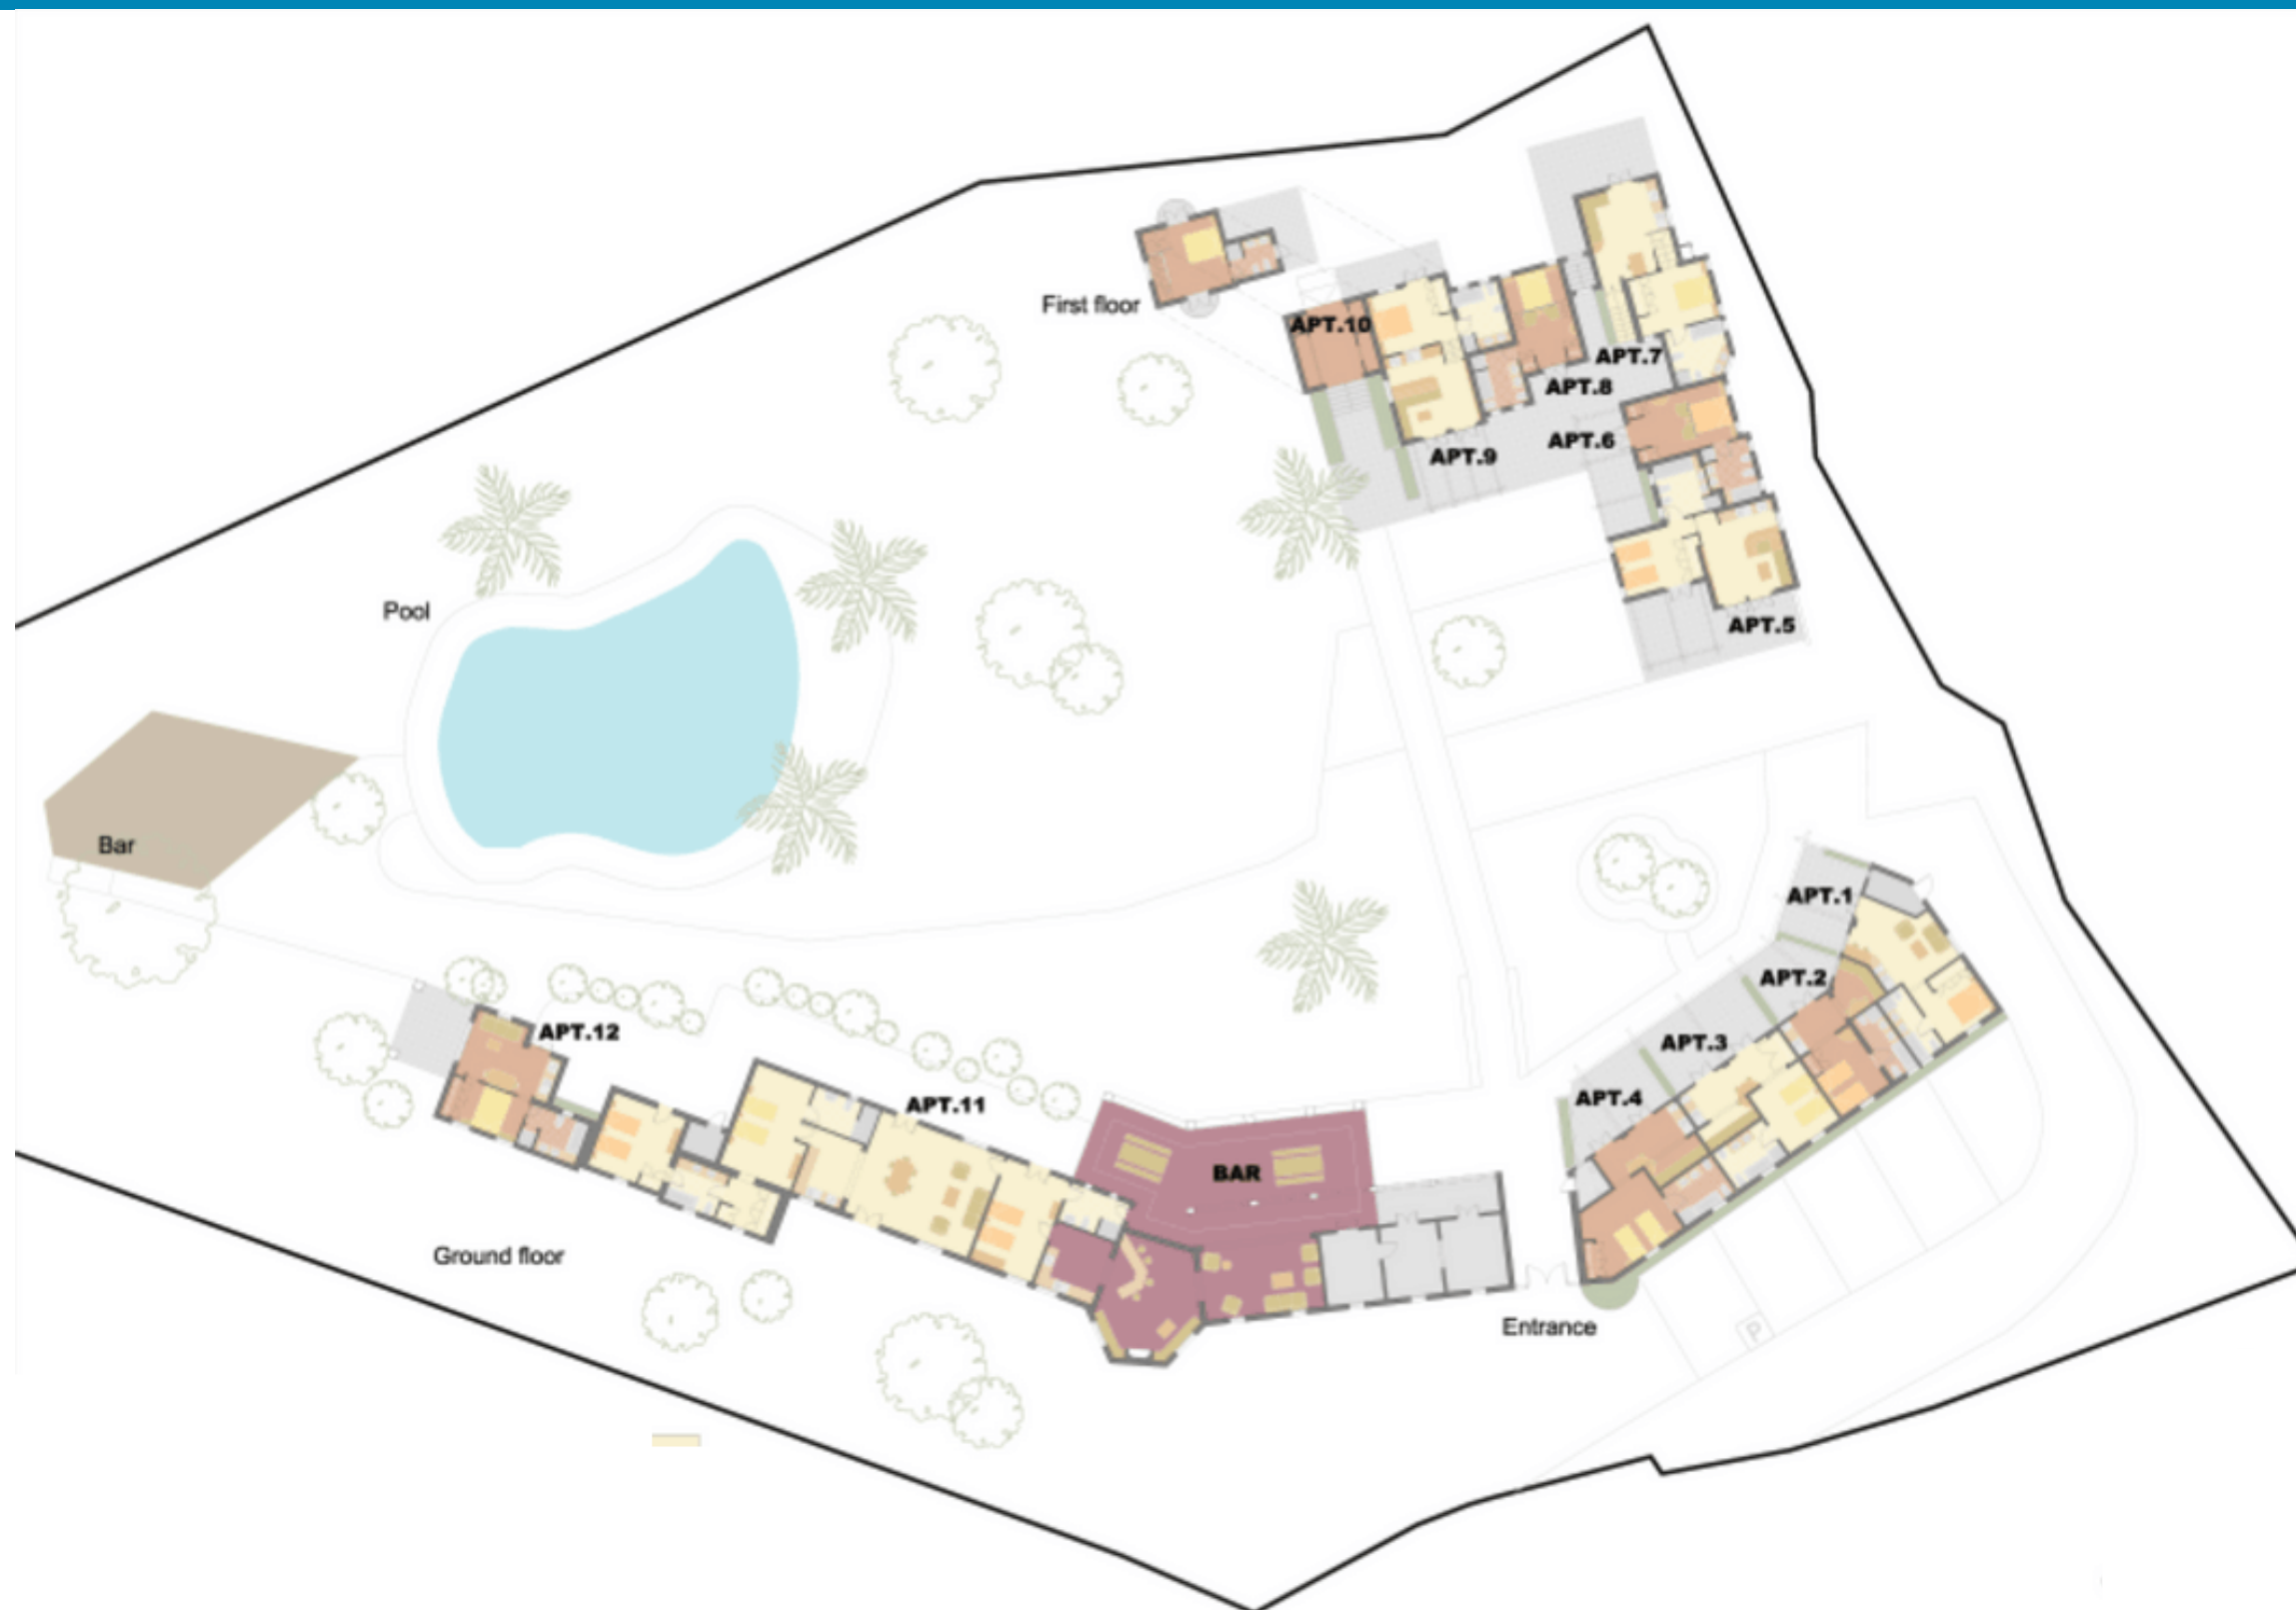 First floor
APT.10
APT.7
APT.8
APT.6
APT.9
Pool
APT.5
Bar
APT.1
APT.2
APT.12
APT.3
APT.4
APT.11
BAR
Ground floor
Entrance
P